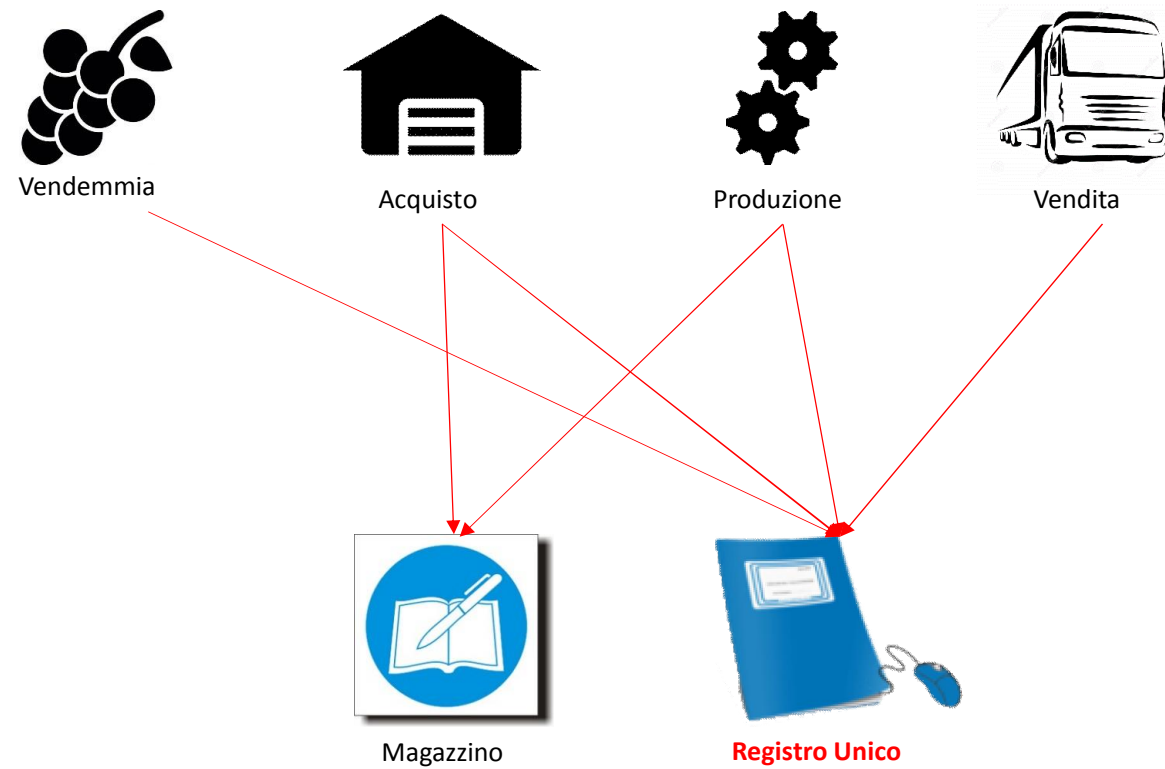 Vendemmia
Acquisto
Produzione
Vendita
Magazzino
Registro Unico